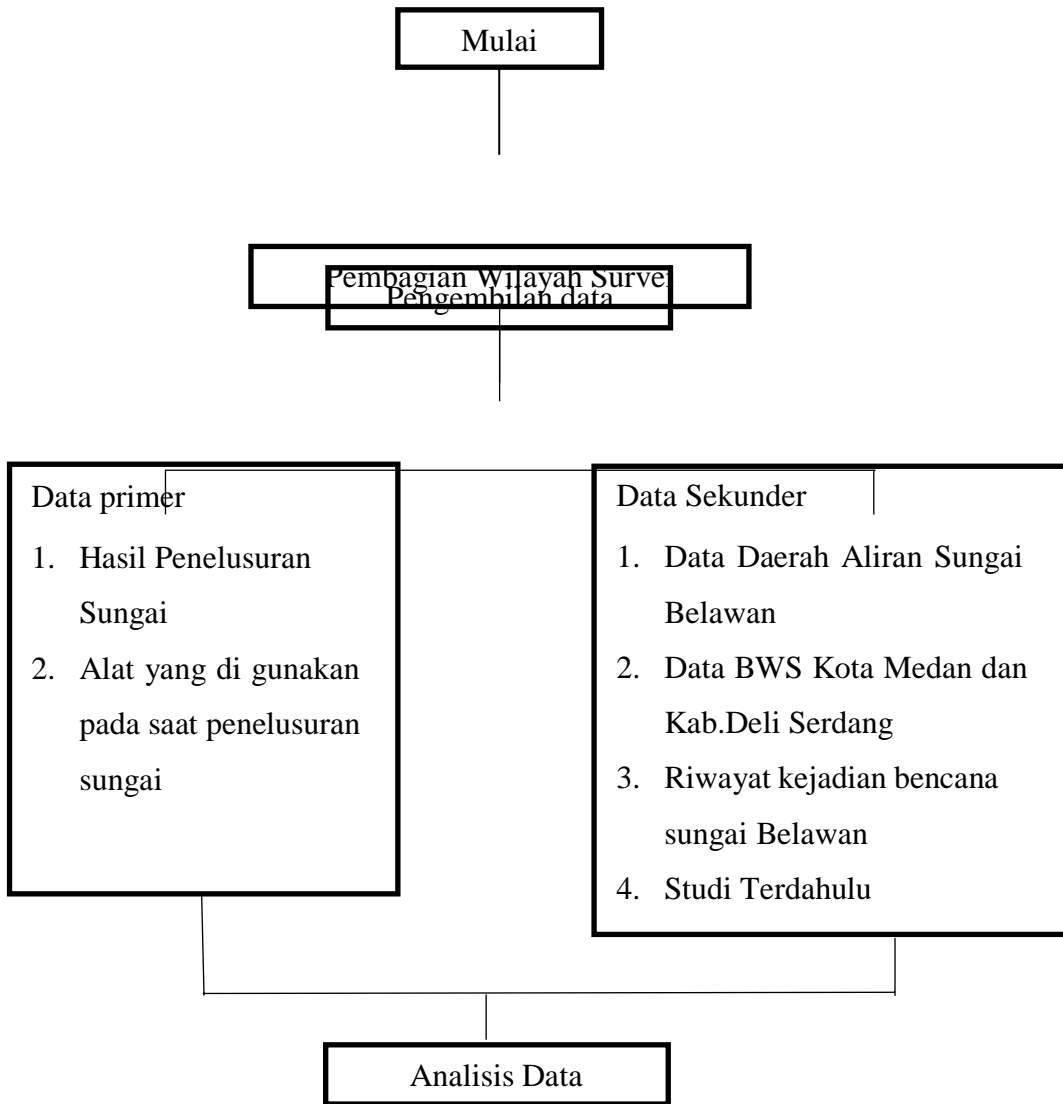 Mulai
Pembagian Wilayah Survei
Pengembilan data
Data primer
1. Hasil Penelusuran
Sungai
2. Alat yang di gunakan
pada saat penelusuran
sungai
Data Sekunder
1. Data Daerah Aliran Sungai
Belawan
2. Data BWS Kota Medan dan
Kab.Deli Serdang
3. Riwayat kejadian bencana
sungai Belawan
4. Studi Terdahulu
Analisis Data